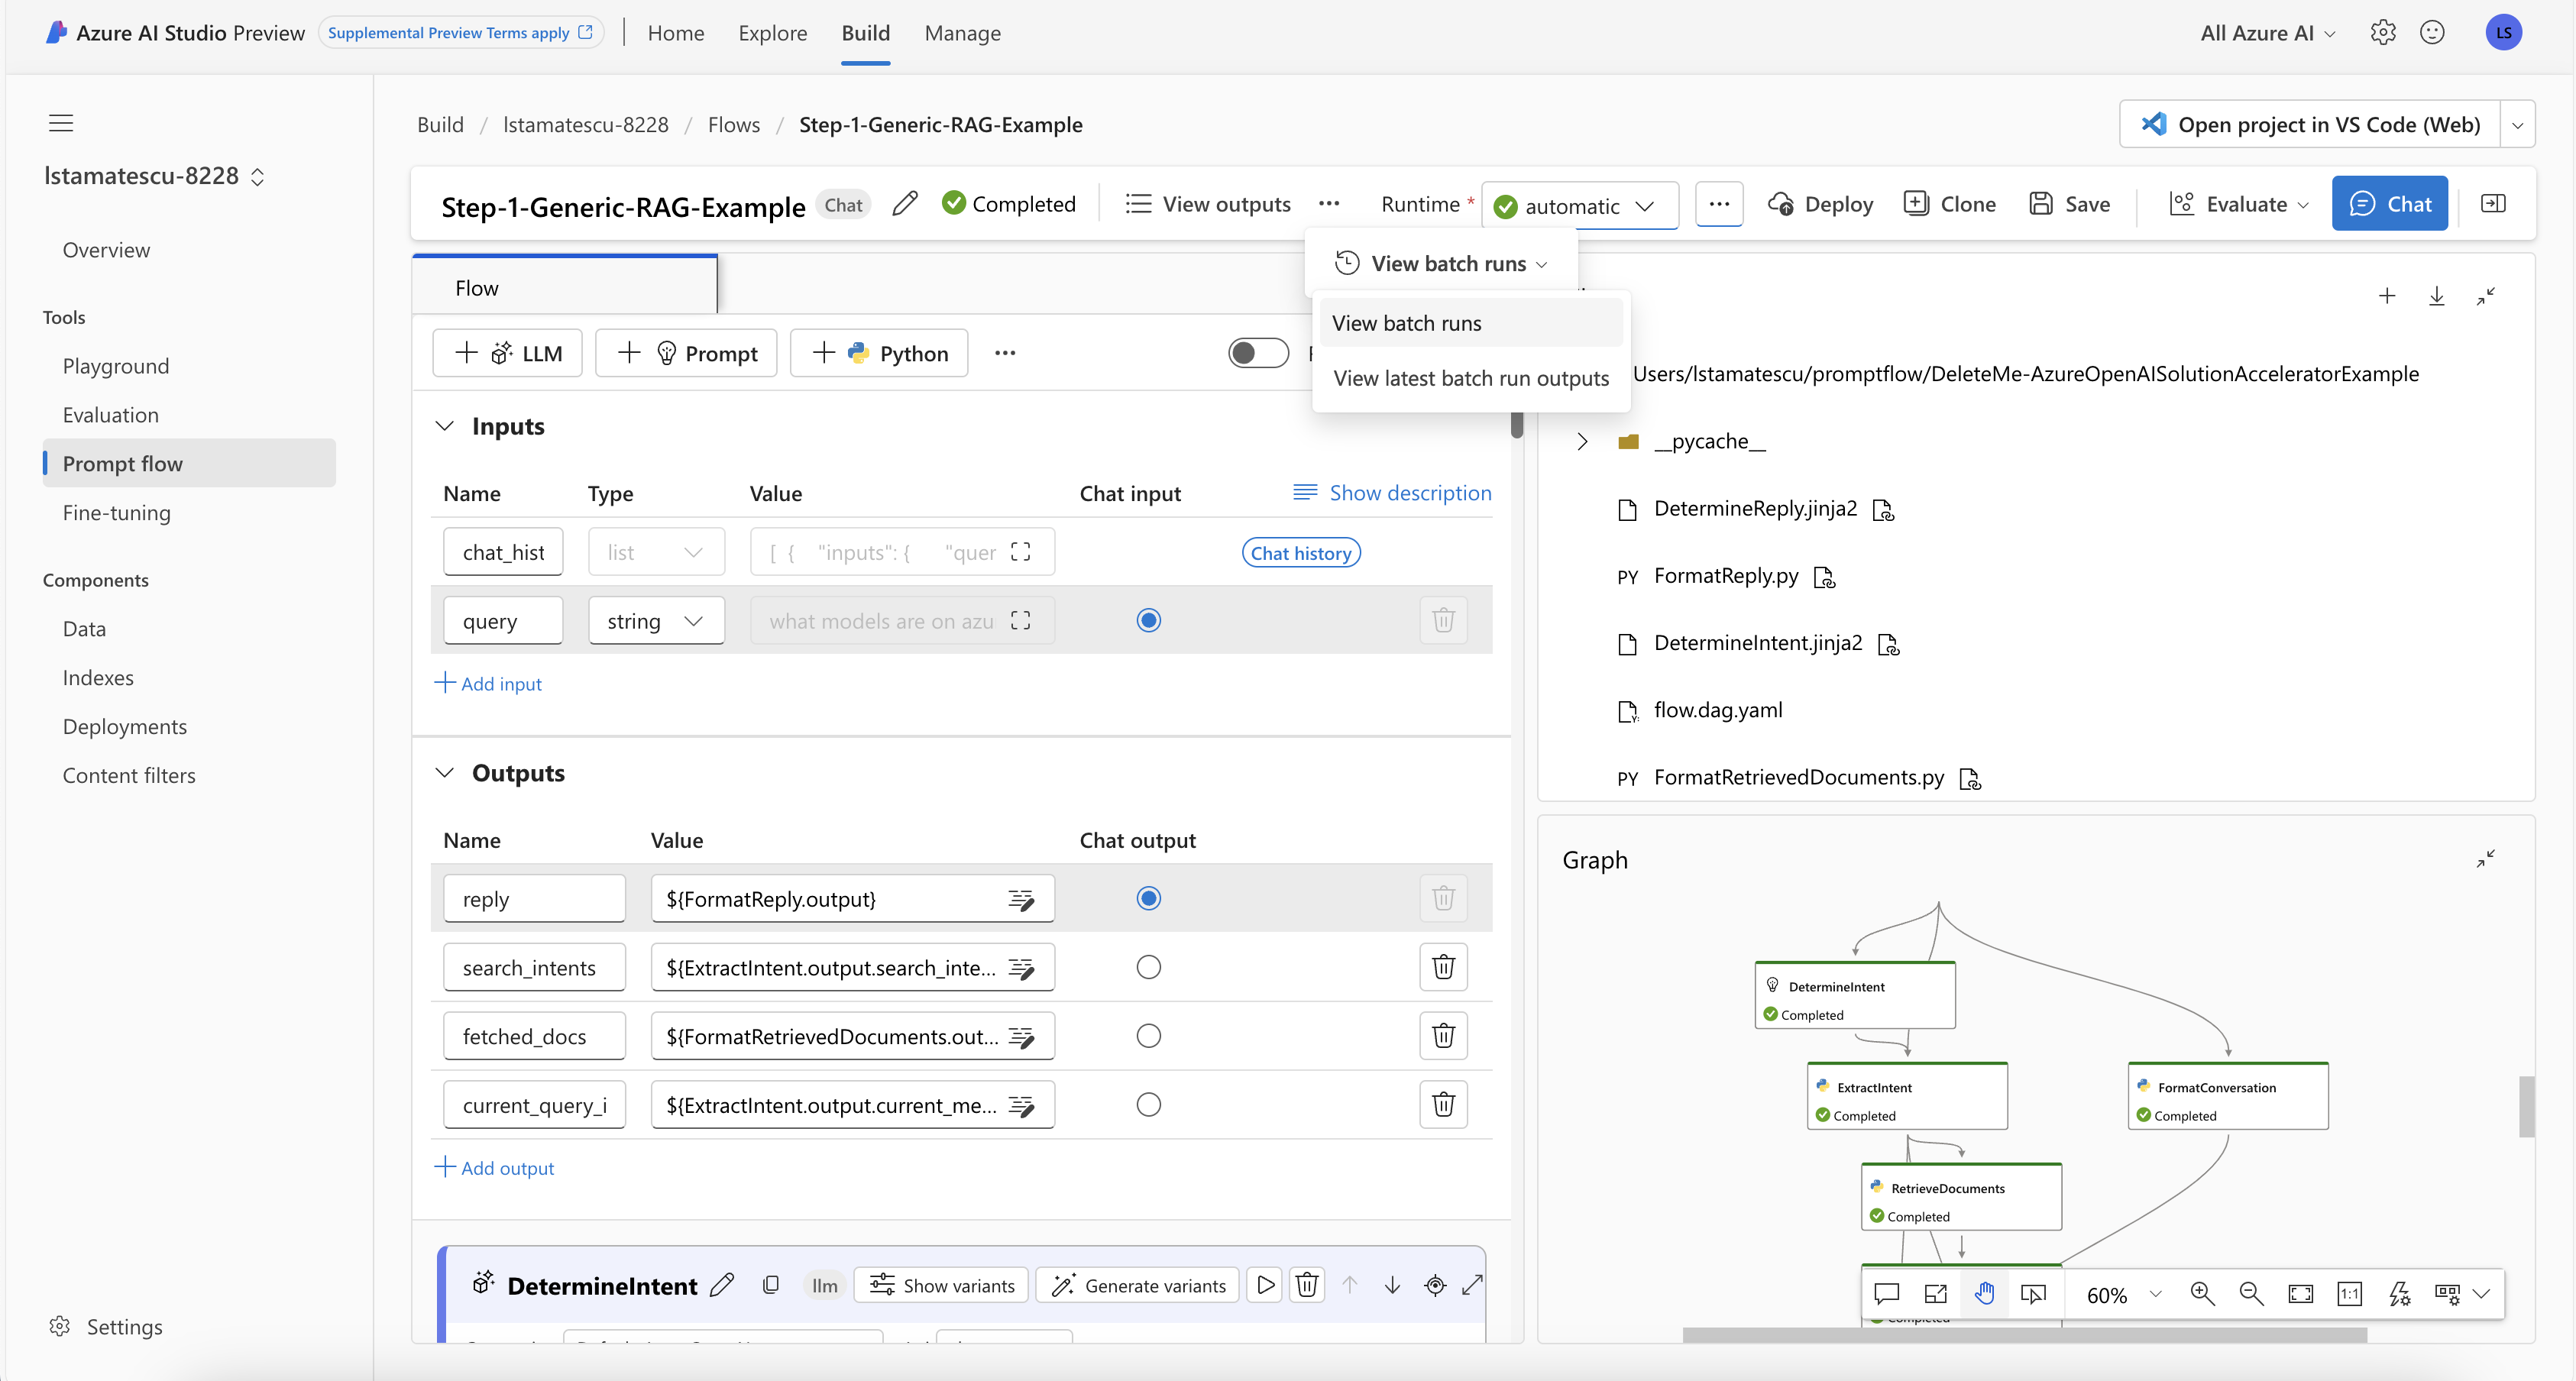 Azure AI Studio Preview Supplemental Preview Terms apply Home Explore Build Manage All Azure AI LS
lstamatescu-8228
Overview
Tools
Playground
Evaluation
Prompt flow
Fine-tuning
Components
Data
Indexes
Deployments
Content filters
Settings
Build / lstamatescu-8228 / Flows / Step-1-Generic-RAG-Example
Open project in VS Code (Web)
Step-1-Generic-RAG-Example Chat Completed View outputs ... Runtime * automatic ... Deploy Clone Save Evaluate Chat
View batch runs
View batch runs
View latest batch run outputs
Flow
LLM Prompt Python ...
Inputs
Name Type Value Chat input Show description
chat_hist list [ { "inputs": { "quer Chat history
query string what models are on azu
Add input
Outputs
Name Value Chat output
reply ${FormatReply.output}
search_intents ${ExtractIntent.output.search_inte...
fetched_docs ${FormatRetrievedDocuments.out...
current_query_i ${ExtractIntent.output.current_me...
Add output
DetermineIntent llm Show variants Generate variants
Users/lstamatescu/promptflow/DeleteMe-AzureOpenAISolutionAcceleratorExample
__pycache__
DetermineReply.jinja2
PY FormatReply.py
DetermineIntent.jinja2
flow.dag.yaml
PY FormatRetrievedDocuments.py
Graph
DetermineIntent
Completed
ExtractIntent
Completed
FormatConversation
Completed
RetrieveDocuments
Completed
60% 1:1